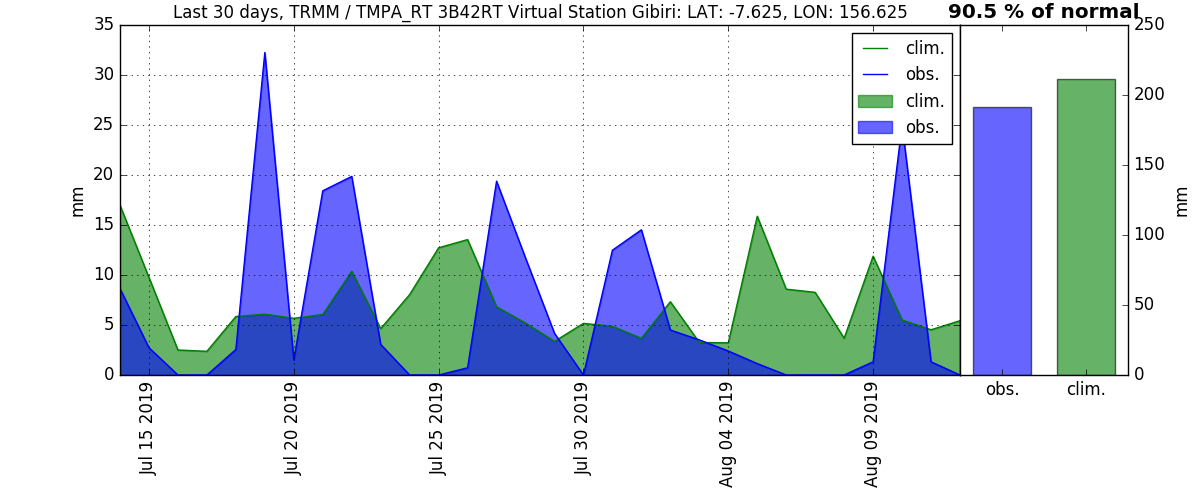 Last 30 days, TRMM / TMPA_RT 3B42RT Virtual Station Gibiri: LAT: -7.625, LON: 156.625
90.5 % of normal
35
30
25
20
15
10
5
0
mm
clim.
obs.
clim.
obs.
Jul 15 2019
Jul 20 2019
Jul 25 2019
Jul 30 2019
Aug 04 2019
Aug 09 2019
250
200
150
100
50
0
mm
obs.
clim.